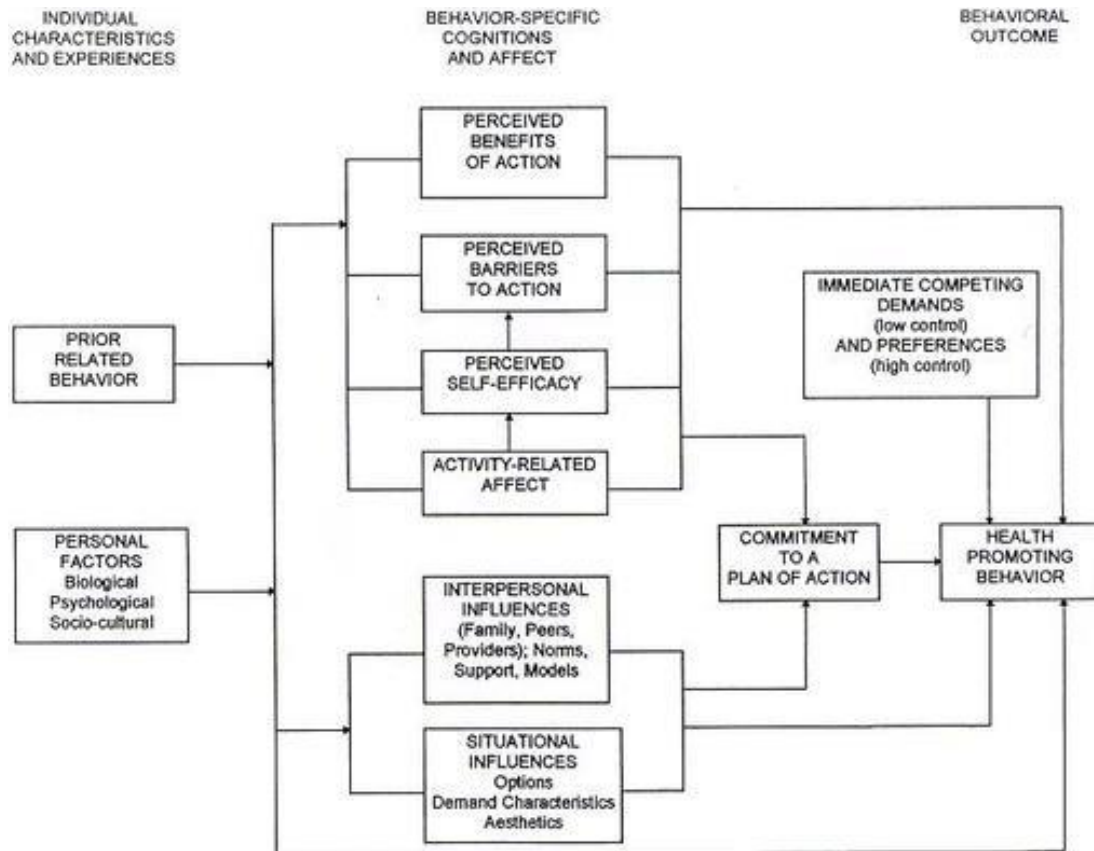 INDIVIDUAL
CHARACTERISTICS
AND EXPERIENCES
BEHAVIOR-SPECIFIC
COGNITIONS
AND AFFECT
BEHAVIORAL
OUTCOME
PERCEIVED
BENEFITS
OF ACTION
PERCEIVED
BARRIERS
TO ACTION
IMMEDIATE COMPETING
DEMANDS
(low control)
AND PREFERENCES
(high control)
PRIOR
RELATED
BEHAVIOR
PERCEIVED
SELF-EFFICACY
ACTIVITY-RELATED
AFFECT
PERSONAL
FACTORS
Biological
Psychological
Socio-cultural
COMMITMENT
TO A
PLAN OF ACTION
HEALTH
PROMOTING
BEHAVIOR
INTERPERSONAL
INFLUENCES
(Family, Peers,
Providers); Norms,
Support, Models
SITUATIONAL
INFLUENCES
Options
Demand Characteristics
Aesthetics